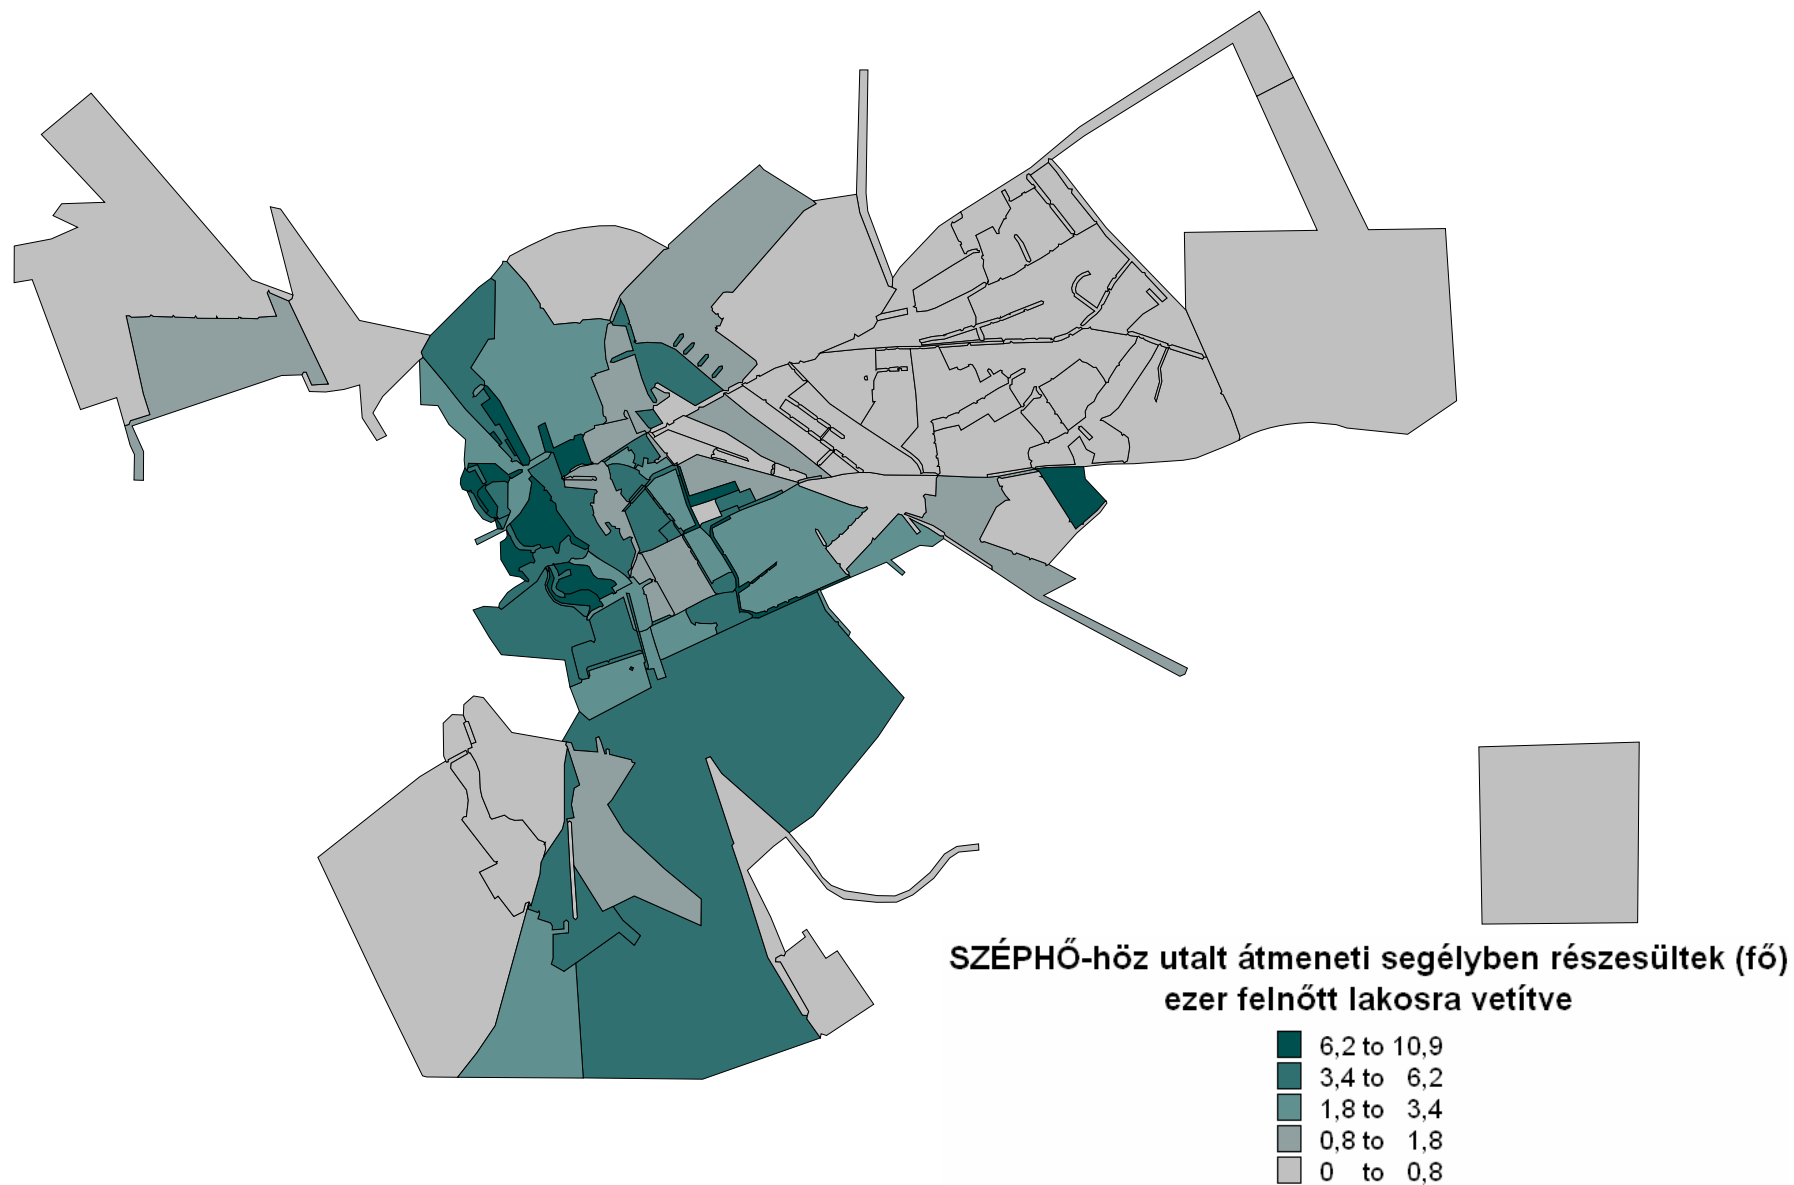 SZÉPHŐ-höz utalt átmeneti segélyben részesültek (fő)
ezer felnőtt lakosra vetítve
6,2 to 10,9
3,4 to 6,2
1,8 to 3,4
0,8 to 1,8
0 to 0,8